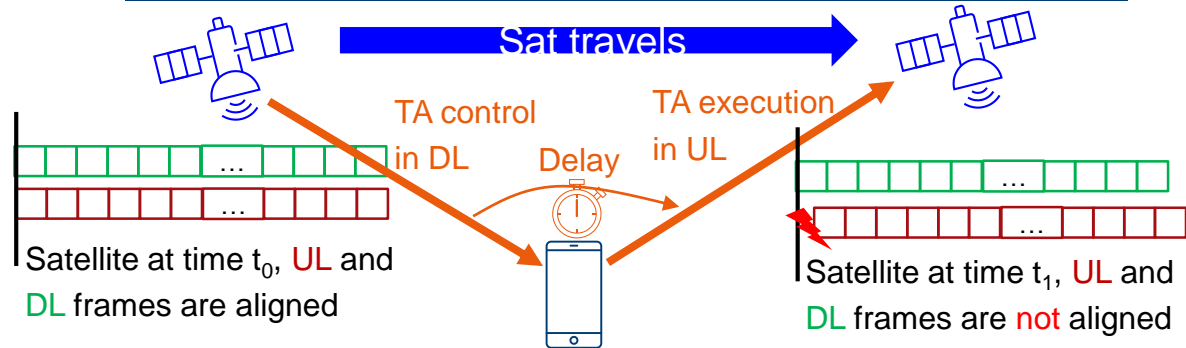 Sat travels
TA control
in DL
Delay
TA execution
in UL
...
...
...
...
Satellite at time t₀, UL and
DL frames are aligned
Satellite at time t₁, UL and
DL frames are not aligned